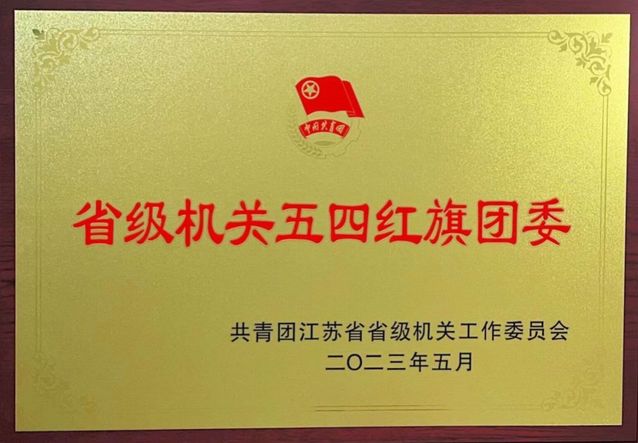 中国共青团
省级机关五四红旗团委
共青团江苏省省级机关工作委员会
二〇二三年五月